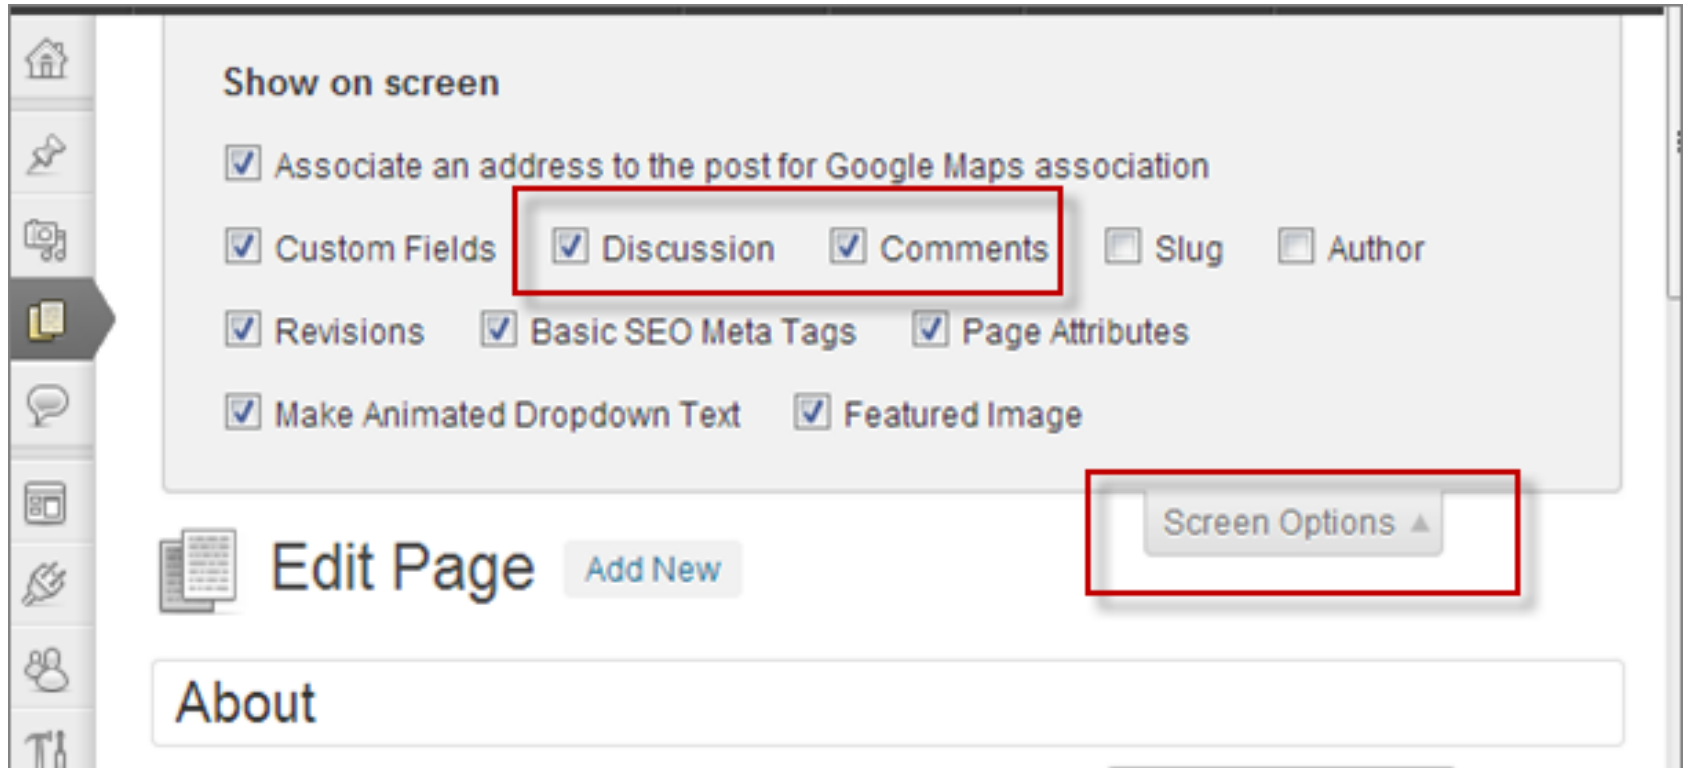 Show on screen
Associate an address to the post for Google Maps association
Custom Fields Discussion Comments Slug Author
Revisions Basic SEO Meta Tags Page Attributes
Make Animated Dropdown Text Featured Image
Screen Options
Edit Page Add New
About